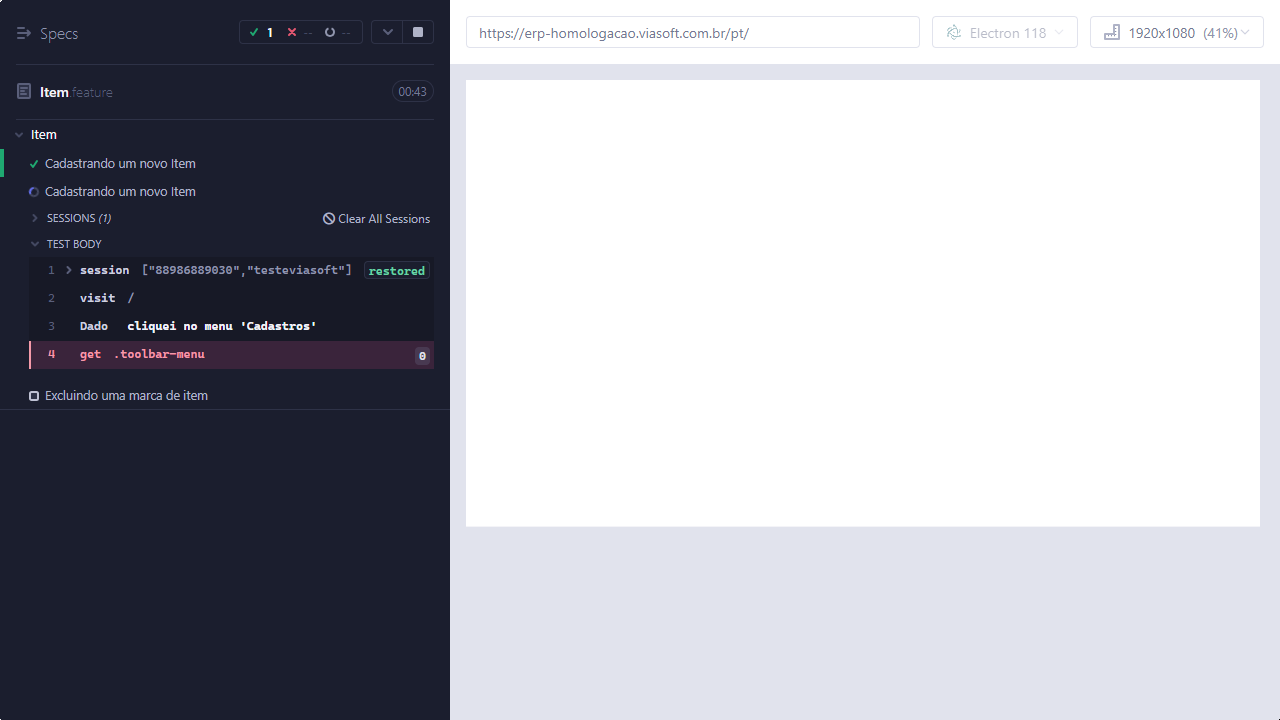 Specs
1 -- --
https://erp-homologacao.viasoft.com.br/pt/
Electron 118
1920x1080 (41%)
Item.feature
00:43
Item
Cadastrando um novo Item
Cadastrando um novo Item
SESSIONS (1)
Clear All Sessions
TEST BODY
1 session ["88986889030","testeviasoft"] restored
2 visit /
3 Dado cliquei no menu 'Cadastros'
4 get .toolbar-menu 0
Excluindo uma marca de item